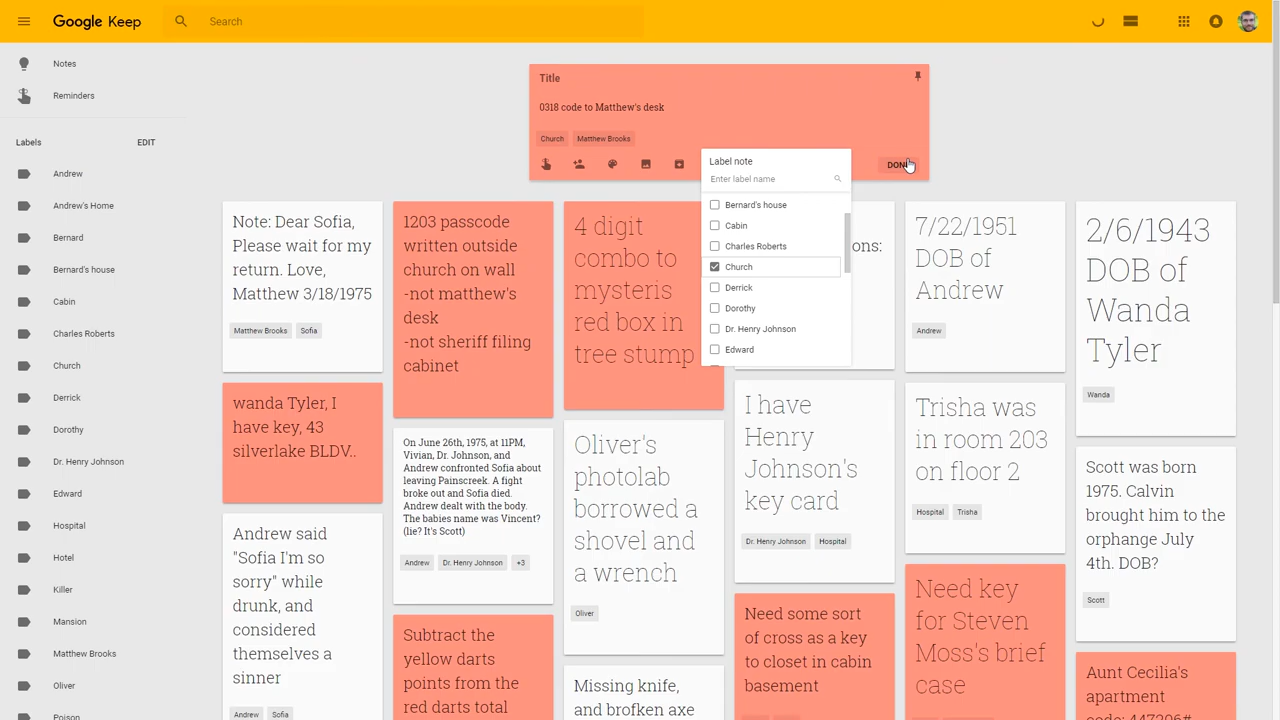 Google Keep
Search
Notes
Reminders
Labels
EDIT
Andrew
Andrew's Home
Bernard
Bernard's house
Cabin
Charles Roberts
Church
Derrick
Dorothy
Dr. Henry Johnson
Edward
Hospital
Hotel
Killer
Mansion
Matthew Brooks
Oliver
Poison
Title
0318 code to Matthew's desk
Church
Matthew Brooks
Label note
Enter label name
Bernard's house
Cabin
Charles Roberts
Church
Derrick
Dorothy
Dr. Henry Johnson
Edward
Note: Dear Sofia,
Please wait for my
return. Love,
Matthew 3/18/1975
Matthew Brooks
Sofia
wanda Tyler, I
have key, 43
silverlake BLDV..
Andrew said
"Sofia I'm so
sorry" while
drunk, and
considered
themselves a
sinner
Andrew
Sofia
1203 passcode
written outside
church on wall
-not matthew's
desk
-not sheriff filing
cabinet
On June 26th, 1975, at 11PM,
Vivian, Dr. Johnson, and
Andrew confronted Sofia about
leaving Painscreek. A fight
broke out and Sofia died.
Andrew dealt with the body.
The babies name was Vincent?
(lie? It's Scott)
Andrew
Dr. Henry Johnson
+3
Subtract the
yellow darts
points from the
red darts total
4 digit
combo to
mysteris
red box in
tree stump
Oliver's
photolab
borrowed a
shovel and
a wrench
Oliver
Missing knife,
and brofken axe
I have
Henry
Johnson's
key card
Dr. Henry Johnson
Hospital
Need some sort
of cross as a key
to closet in cabin
basement
7/22/1951
DOB of
Andrew
Andrew
Trisha was
in room 203
on floor 2
Hospital
Trisha
Need key
for Steven
Moss's brief
case
2/6/1943
DOB of
Wanda
Tyler
Wanda
Scott was born
1975. Calvin
brought him to the
orphange July
4th. DOB?
Scott
Aunt Cecilia's
apartment
code: 447206#